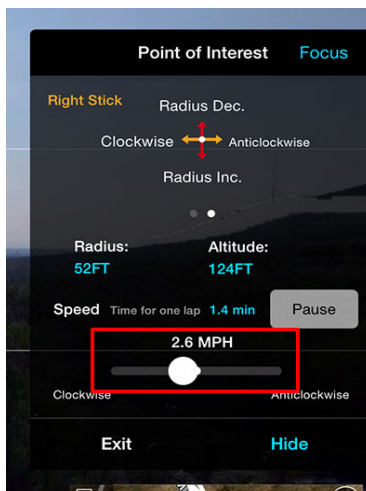 Point of Interest Focus
Right Stick
Radius Dec.
Clockwise Anticlockwise
Radius Inc.
Radius: Altitude:
52FT 124FT
Speed Time for one lap 1.4 min Pause
2.6 MPH
Clockwise Anticlockwise
Exit Hide